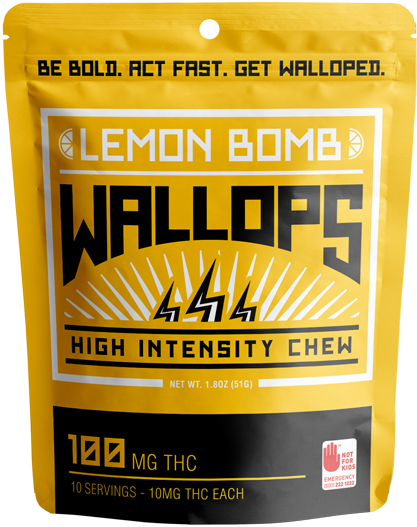 BE BOLD. ACT FAST. GET WALLOPED.
LEMON BOMB
WALLOPS
HIGH INTENSITY CHEW
NET WT. 1.8OZ (51G)
100 MG THC
10 SERVINGS - 10MG THC EACH
NOT
FOR
KIDS
EMERGENCY